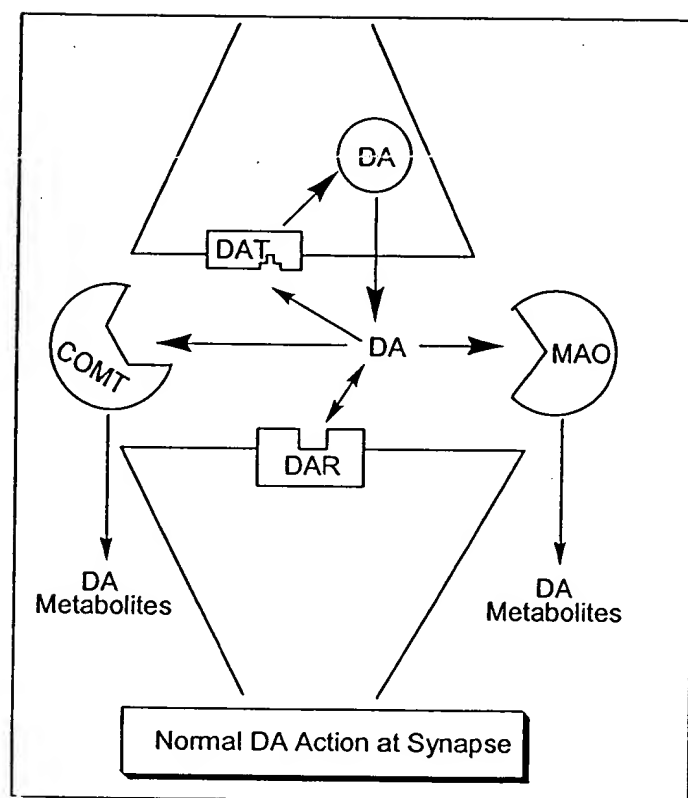 DA
DAT
DA
COMT
MAO
DAR
DA
Metabolites
DA
Metabolites
Normal DA Action at Synapse